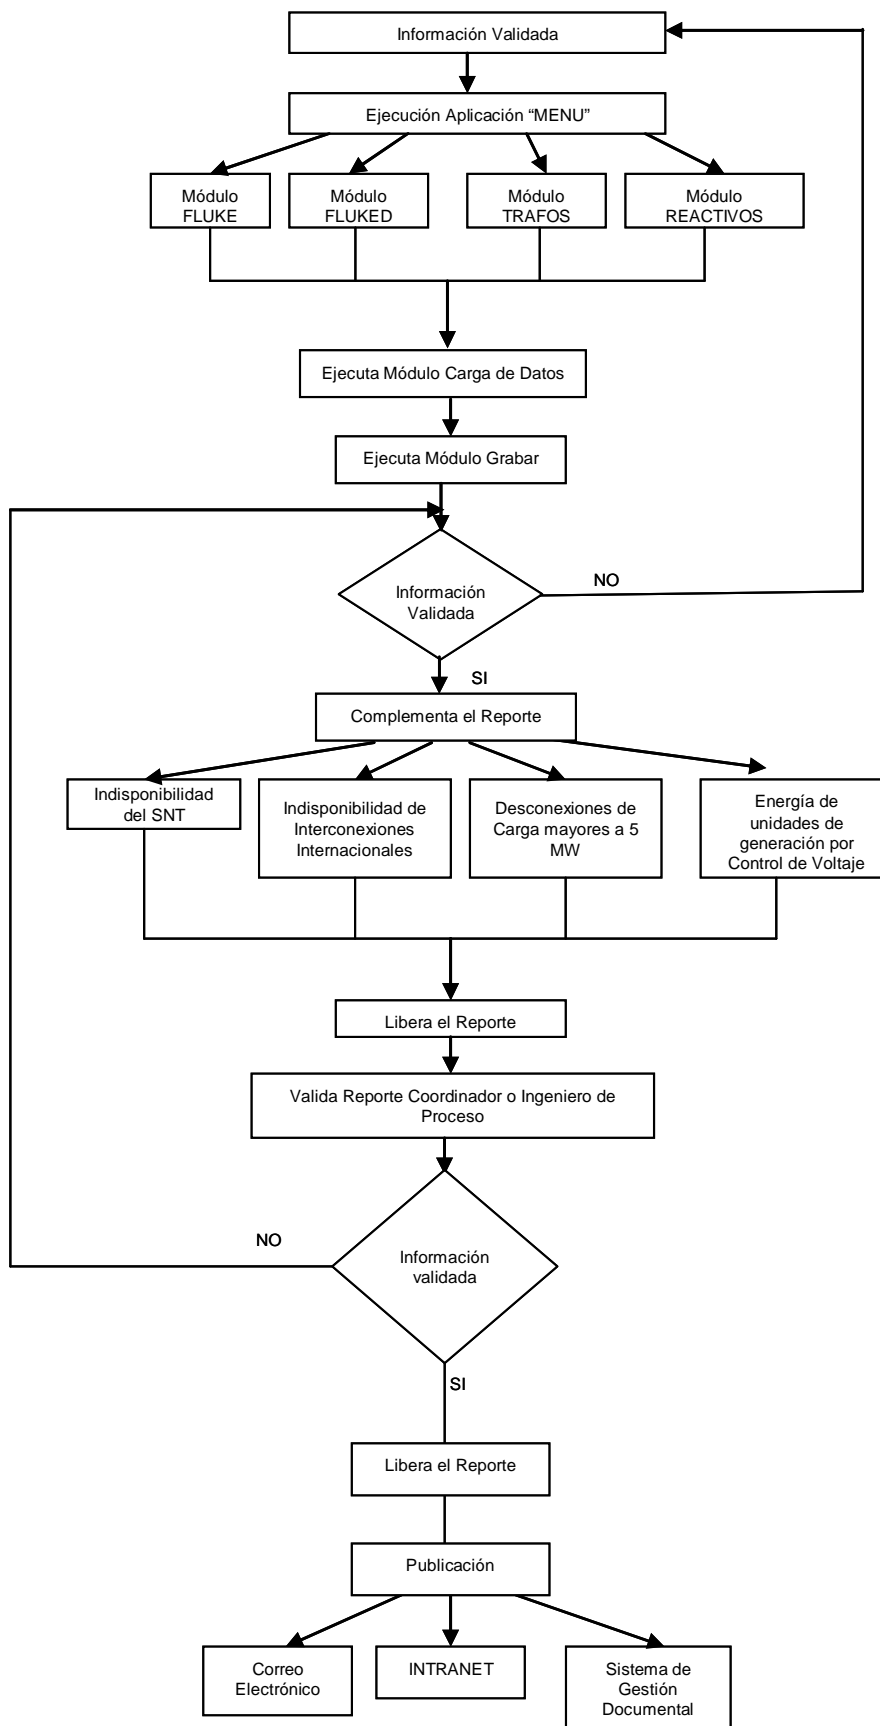 Información Validada
Ejecución Aplicación “MENU”
Módulo
FLUKE
Módulo
FLUKED
Módulo
TRAFOS
Módulo
REACTIVOS
Ejecuta Módulo Carga de Datos
Ejecuta Módulo Grabar
Información
Validada
NO
SI
Complementa el Reporte
Indisponibilidad
del SNT
Indisponibilidad de
Interconexiones
Internacionales
Desconexiones de
Carga mayores a 5
MW
Energía de
unidades de
generación por
Control de Voltaje
Libera el Reporte
Valida Reporte Coordinador o Ingeniero de
Proceso
NO
Información
validada
SI
Libera el Reporte
Publicación
Correo
Electrónico
INTRANET
Sistema de
Gestión
Documental